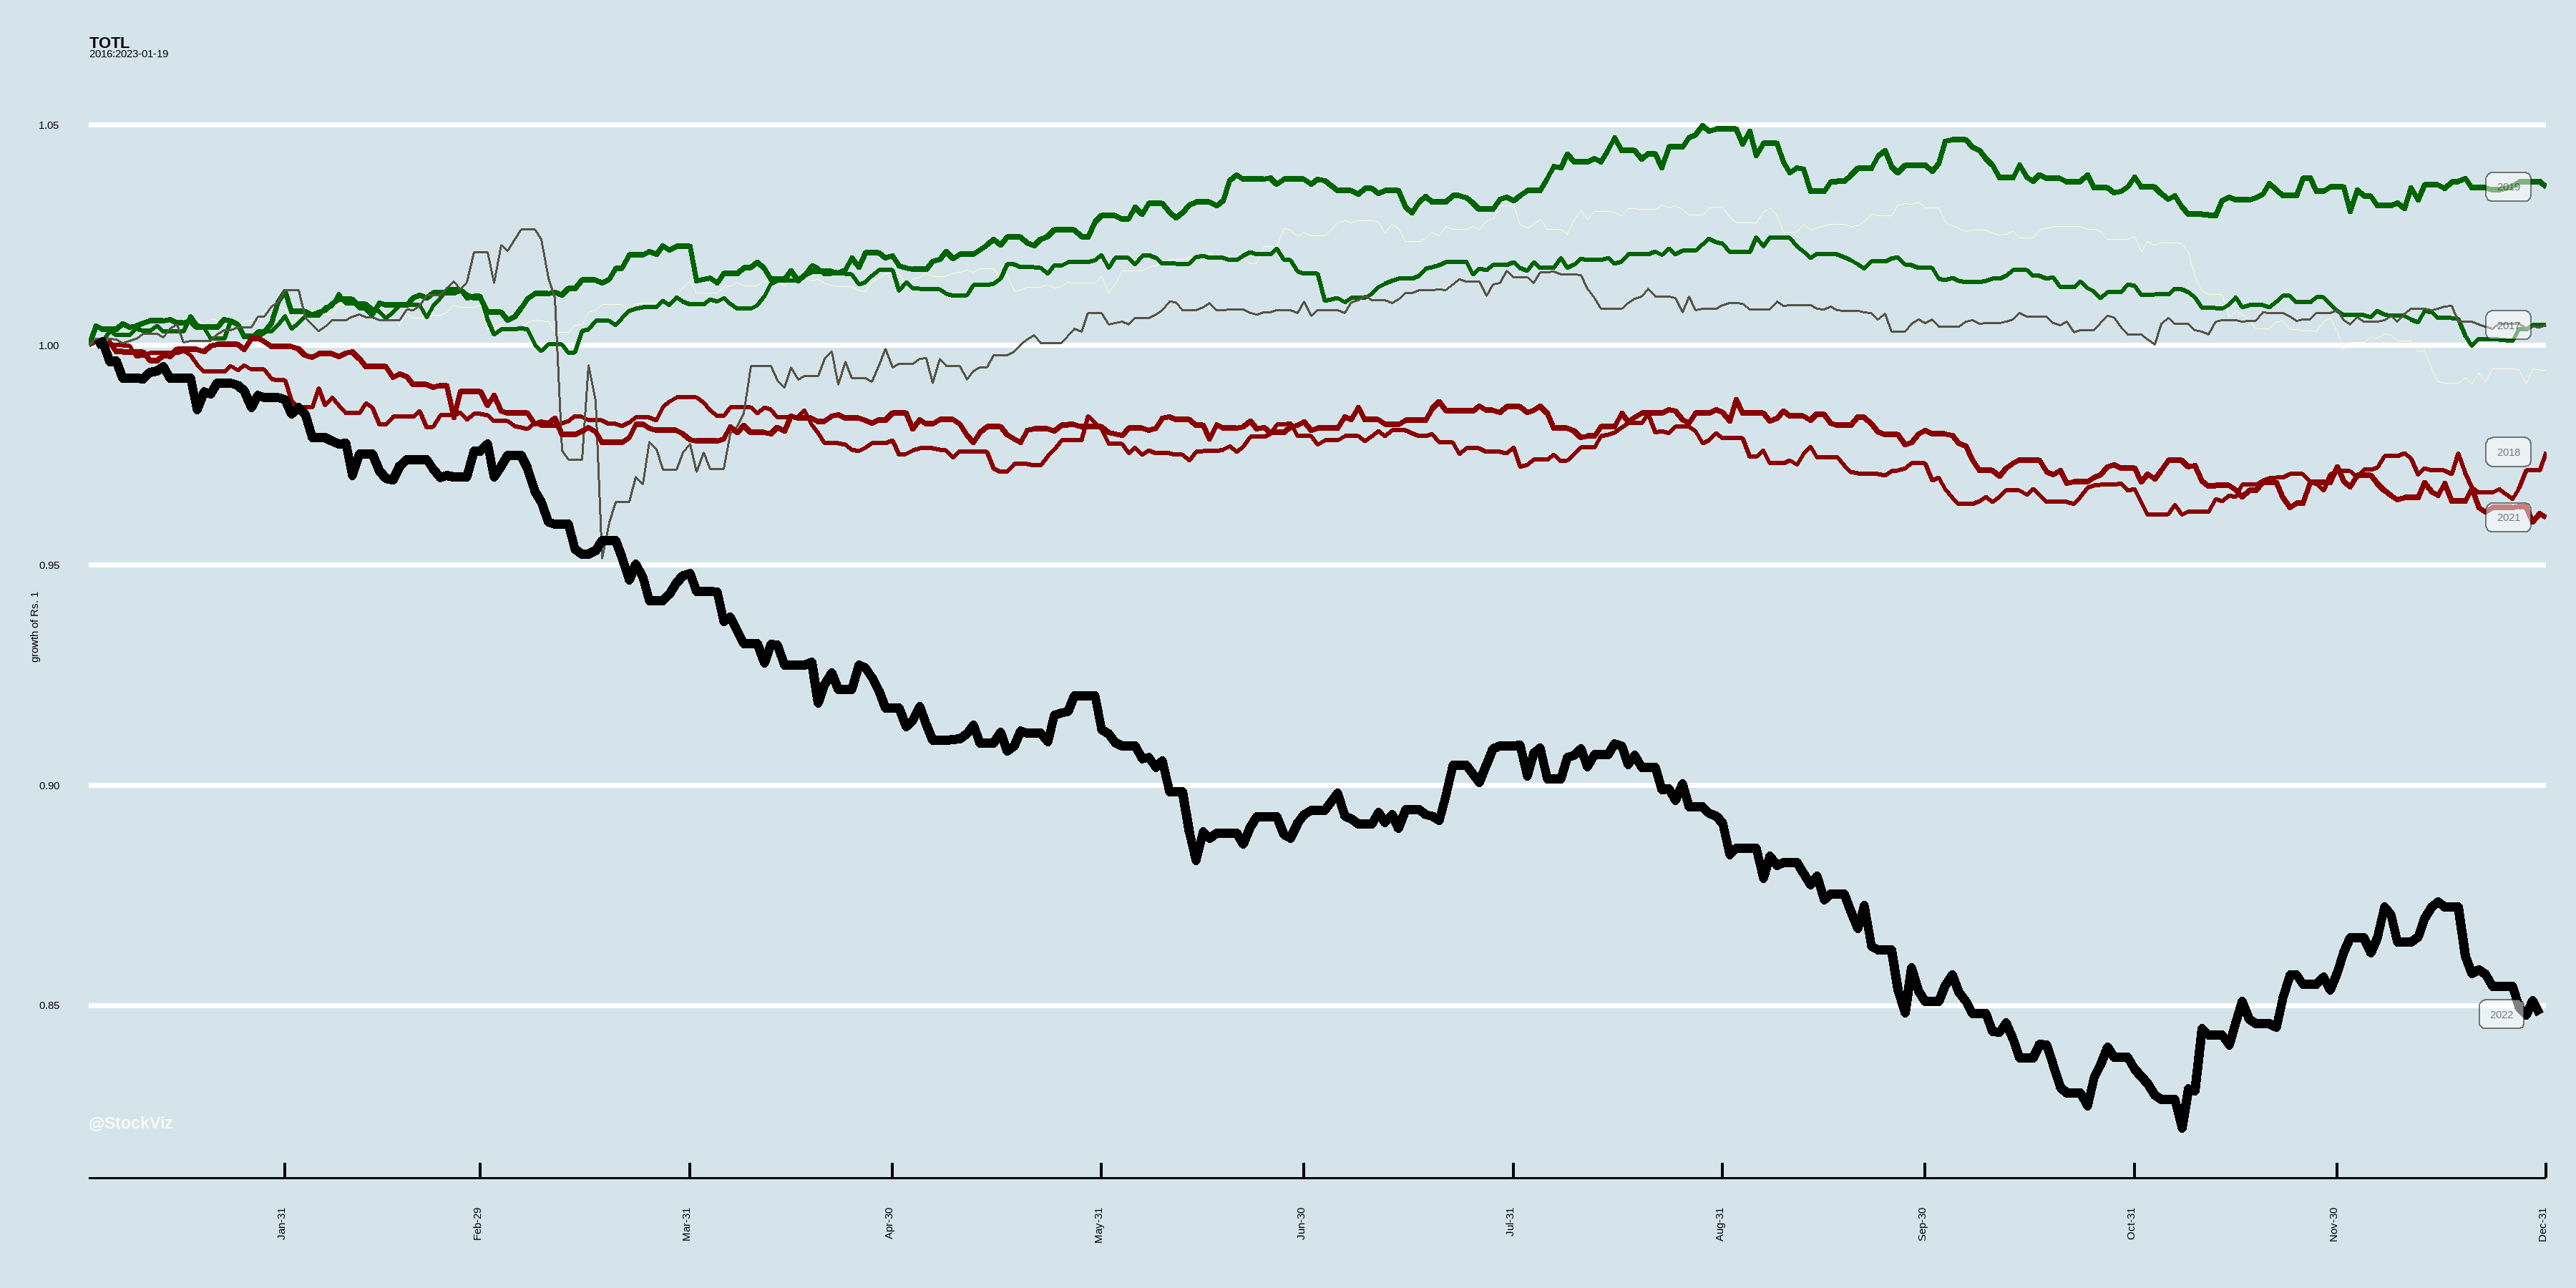 TOTL
2016:2023-01-19
1.05
1.00
0.95
0.90
0.85
growth of Rs. 1
2019
2017
2018
2021
2022
@StockViz
Jan-31
Feb-29
Mar-31
Apr-30
May-31
Jun-30
Jul-31
Aug-31
Sep-30
Oct-31
Nov-30
Dec-31